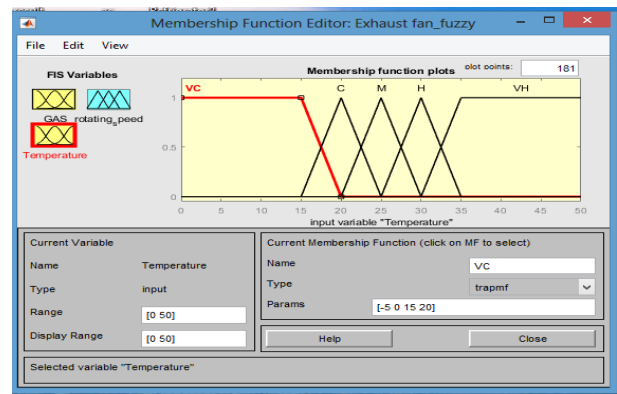 Membership Function Editor: Exhaust fan_fuzzy
File Edit View
FIS Variables
GAS rotating_speed
Temperature
Membership function plots
plot points: 181
VC C M H VH
1
0.5
0
0 5 10 15 20 25 30 35 40 45 50
input variable "Temperature"
Current Variable
Name Temperature
Type input
Range [0 50]
Display Range [0 50]
Current Membership Function (click on MF to select)
Name VC
Type trapmf
Params [-5 0 15 20]
Help Close
Selected variable "Temperature"